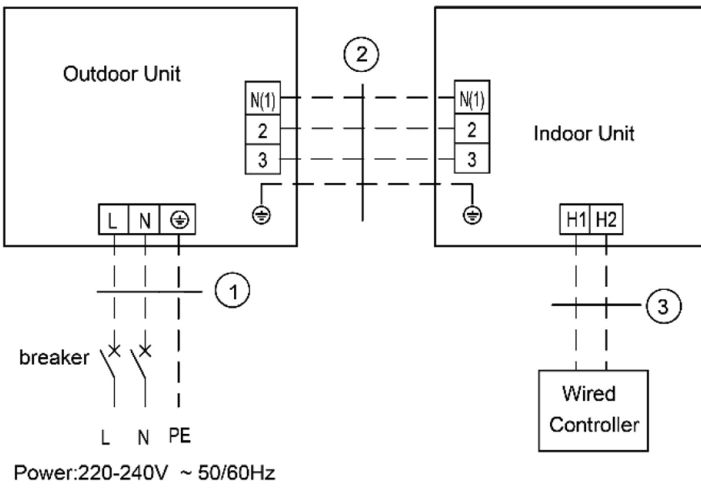 Outdoor Unit
2
N(1)
2
3
N(1)
2
3
Indoor Unit
L N
H1 H2
1
3
breaker
Wired
Controller
L N PE
Power:220-240V ~ 50/60Hz